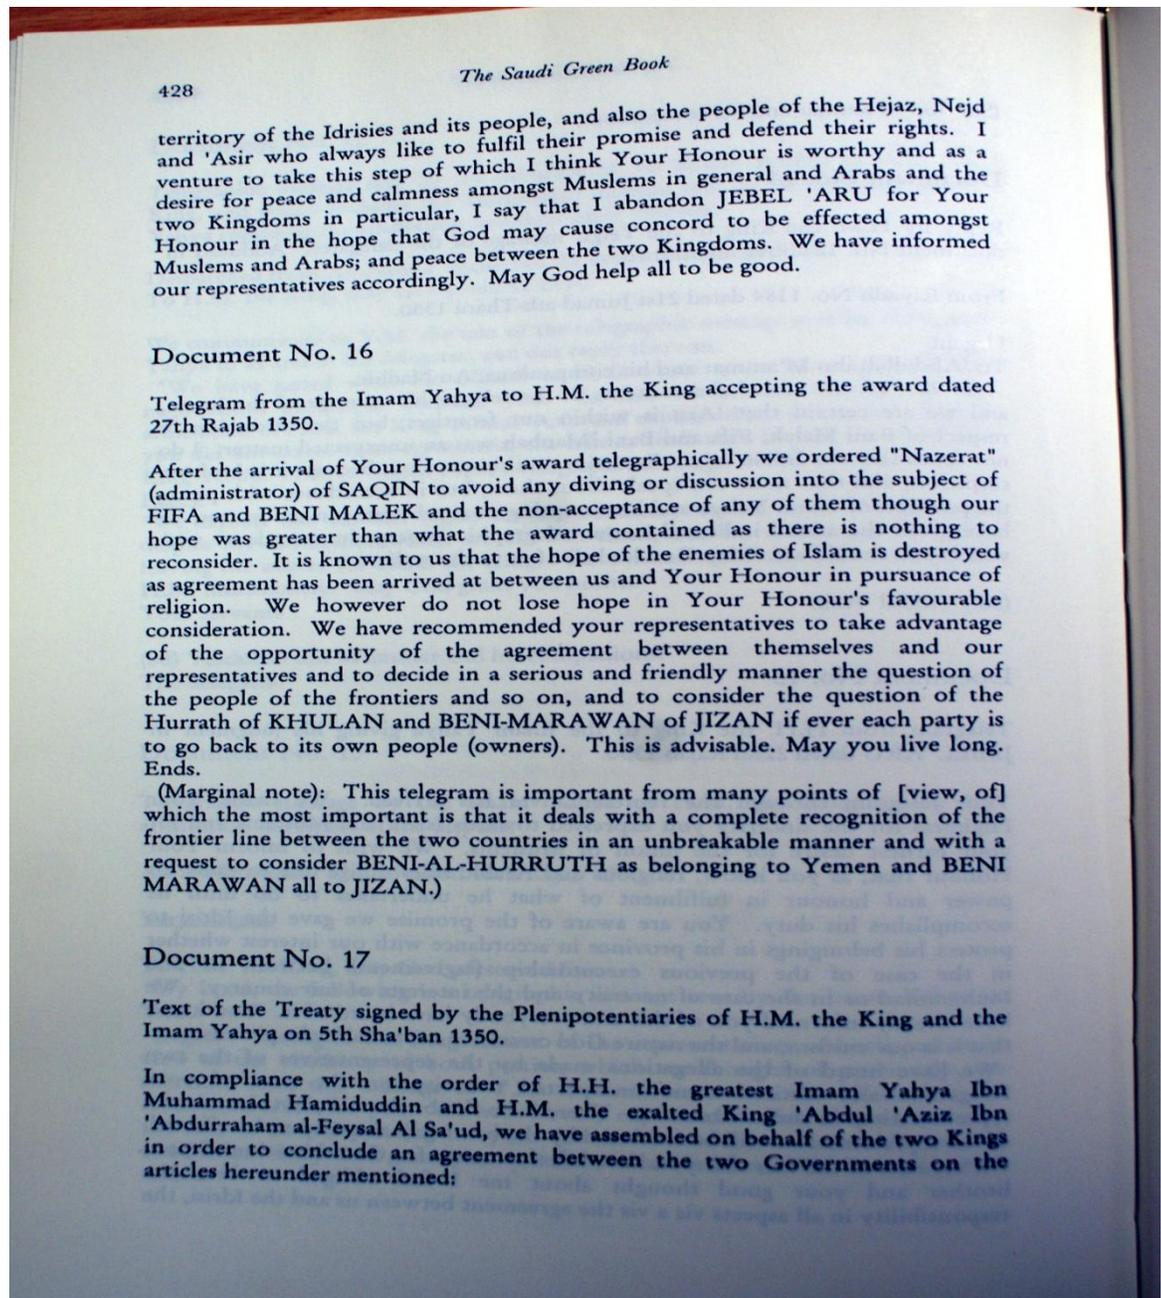 428
The Saudi Green Book
territory of the Idrisies and its people, and also the people of the Hejaz, Nejd
and 'Asir who always like to fulfil their promise and defend their rights. I
venture to take this step of which I think Your Honour is worthy and as a
desire for peace and calmness amongst Muslems in general and Arabs and the
two Kingdoms in particular, I say that I abandon JEBEL 'ARU for Your
Honour in the hope that God may cause concord to be effected amongst
Muslems and Arabs; and peace between the two Kingdoms. We have informed
our representatives accordingly. May God help all to be good.
Document No. 16
Telegram from the Imam Yahya to H.M. the King accepting the award dated
27th Rajab 1350.
After the arrival of Your Honour's award telegraphically we ordered "Nazerat"
(administrator) of SAQIN to avoid any diving or discussion into the subject of
FIFA and BENI MALEK and the non-acceptance of any of them though our
hope was greater than what the award contained as there is nothing to
reconsider. It is known to us that the hope of the enemies of Islam is destroyed
as agreement has been arrived at between us and Your Honour in pursuance of
religion. We however do not lose hope in Your Honour's favourable
consideration. We have recommended your representatives to take advantage
of the opportunity of the agreement between themselves and our
representatives and to decide in a serious and friendly manner the question of
the people of the frontiers and so on, and to consider the question of the
Hurrath of KHULAN and BENI-MARAWAN of JIZAN if ever each party is
to go back to its own people (owners). This is advisable. May you live long.
Ends.
(Marginal note): This telegram is important from many points of [view, of]
which the most important is that it deals with a complete recognition of the
frontier line between the two countries in an unbreakable manner and with a
request to consider BENI-AL-HURRUTH as belonging to Yemen and BENI
MARAWAN all to JIZAN.)
Document No. 17
Text of the Treaty signed by the Plenipotentiaries of H.M. the King and the
Imam Yahya on 5th Sha'ban 1350.
In compliance with the order of H.H. the greatest Imam Yahya Ibn
Muhammad Hamiduddin and H.M. the exalted King 'Abdul 'Aziz Ibn
'Abdurraham al-Feysal Al Sa'ud, we have assembled on behalf of the two Kings
in order to conclude an agreement between the two Governments on the
articles hereunder mentioned: